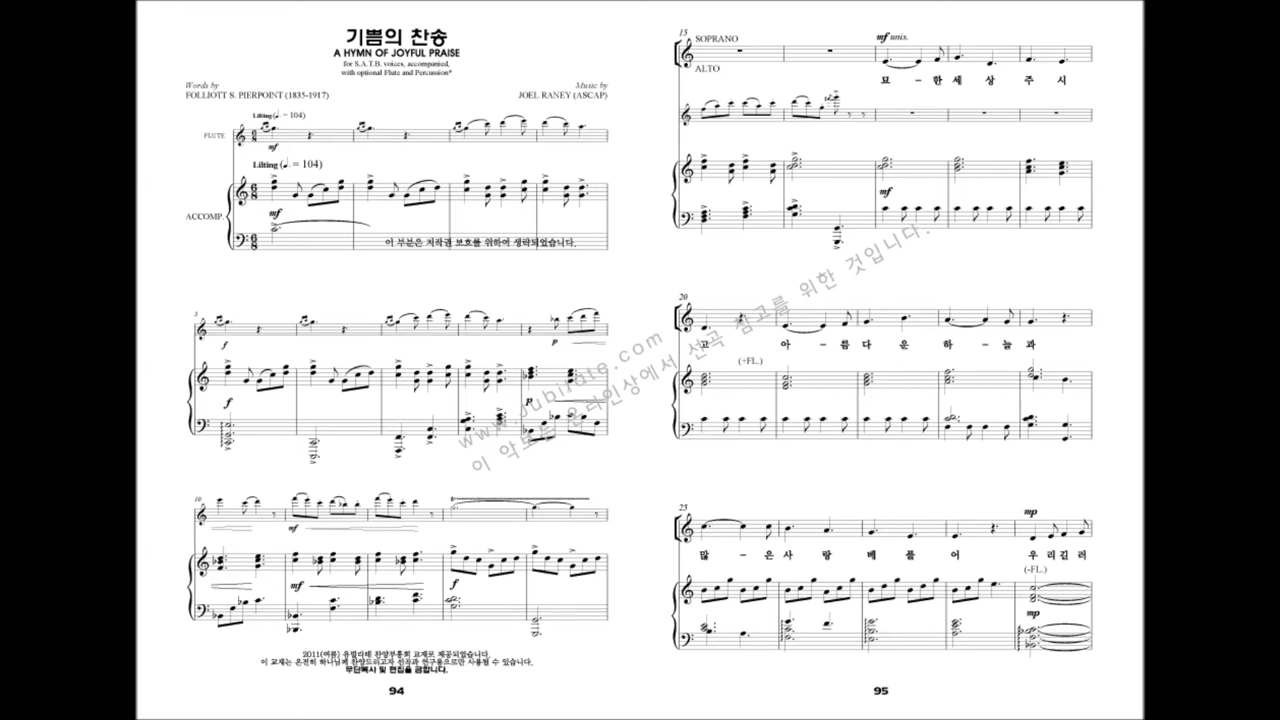 기쁨의 찬송
A HYMN OF JOYFUL PRAISE
for S.A.T.B. voices, accompanied,
with optional Flute and Percussion*
Words by
FOLLIOTT S. PIERPOINT (1835-1917)
Music by
JOEL RANEY (ASCAP)
Lilting (♩. = 104)
FLUTE
mf
Lilting (♩. = 104)
ACCOMP.
mf
이 부분은 저작권 보호를 위하여 생략되었습니다.
5
f
p
f
p
10
mf
mf
f
2011(여름) 유빌라테 찬양부흥회 교재로 제공되었습니다.
이 교재는 온전히 하나님께 찬양드리고자 선곡과 연구용으로만 사용될 수 있습니다.
무단복사 및 편집을 금합니다.
94
15
SOPRANO
ALTO
mf unis.
묘 - 한 세 상 주 시
mf
20
고 아 - 름 다 운 하 - 늘 과
(+FL.)
25
mp
많 - 은 사 랑 베 풀 어 우 리 길 러
(-FL.)
mp
95
www.jubilate.com
이 악보는 온라인상에서 선곡 참고를 위한 것입니다.